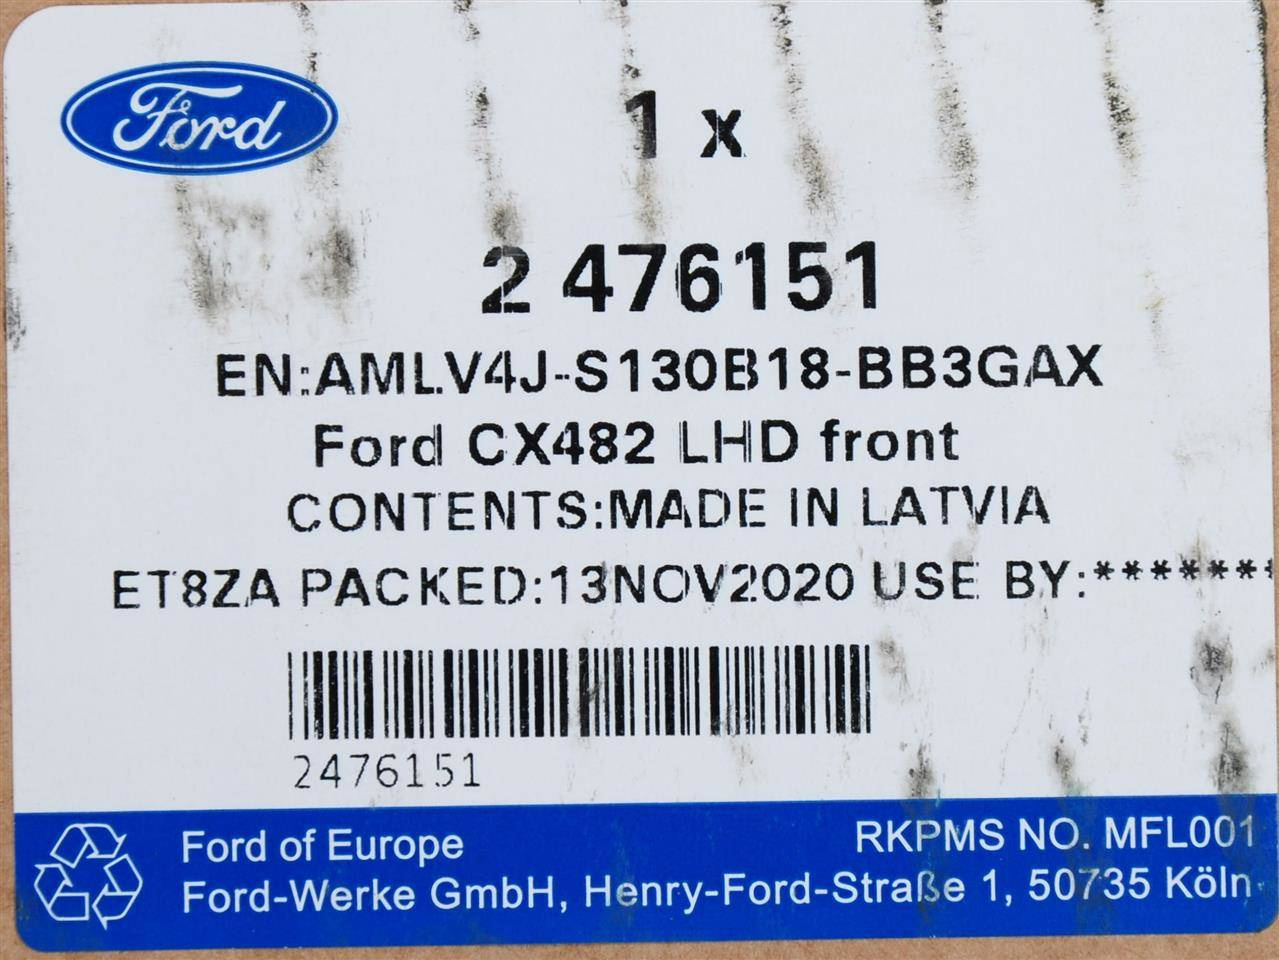 Ford
1 x
2 476151
EN:AMLV4J-S130B18-BB3GAX
Ford CX482 LHD front
CONTENTS:MADE IN LATVIA
ET8ZA PACKED:13NOV2020 USE BY:*******
2476151
Ford of Europe
RKPMS NO. MFL001
Ford-Werke GmbH, Henry-Ford-Straße 1, 50735 Köln